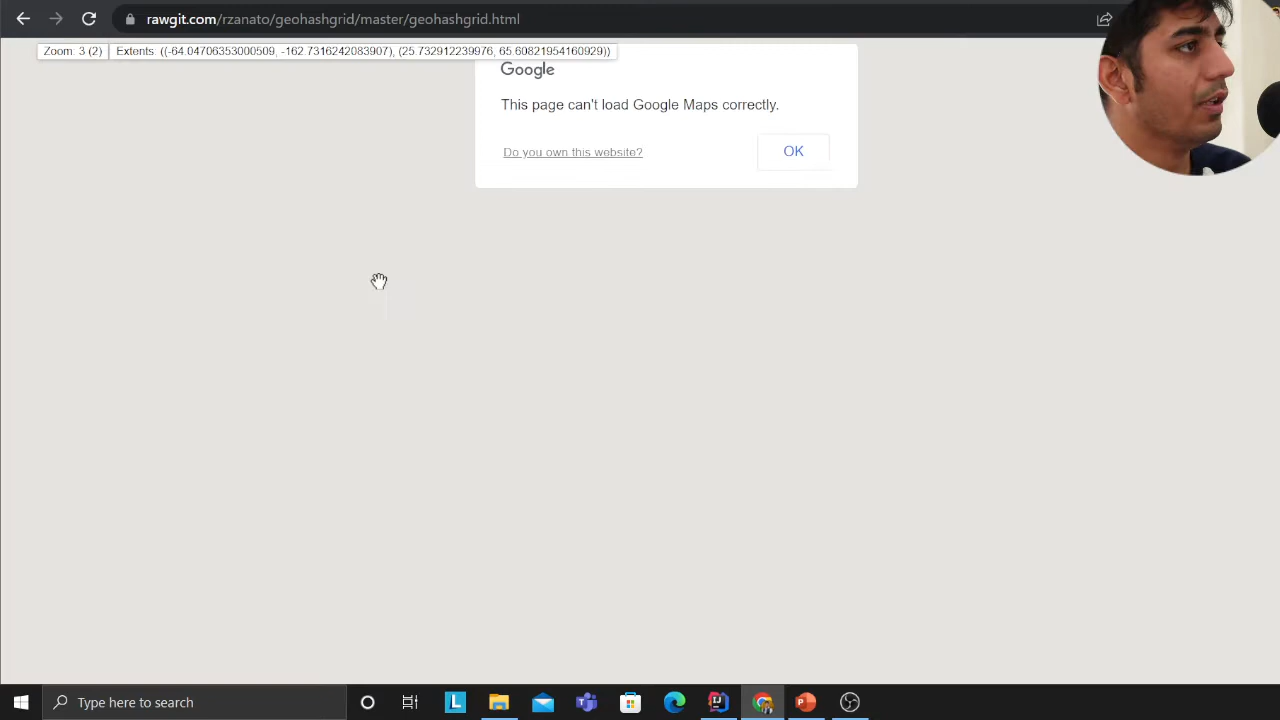 rawgit.com/rzanato/geohashgrid/master/geohashgrid.html
Zoom: 3 (2) Extents: ((-64.04706353000509, -162.7316242083907), (25.732912239976, 65.60821954160929))
Google
This page can't load Google Maps correctly.
Do you own this website? OK
L
Type here to search